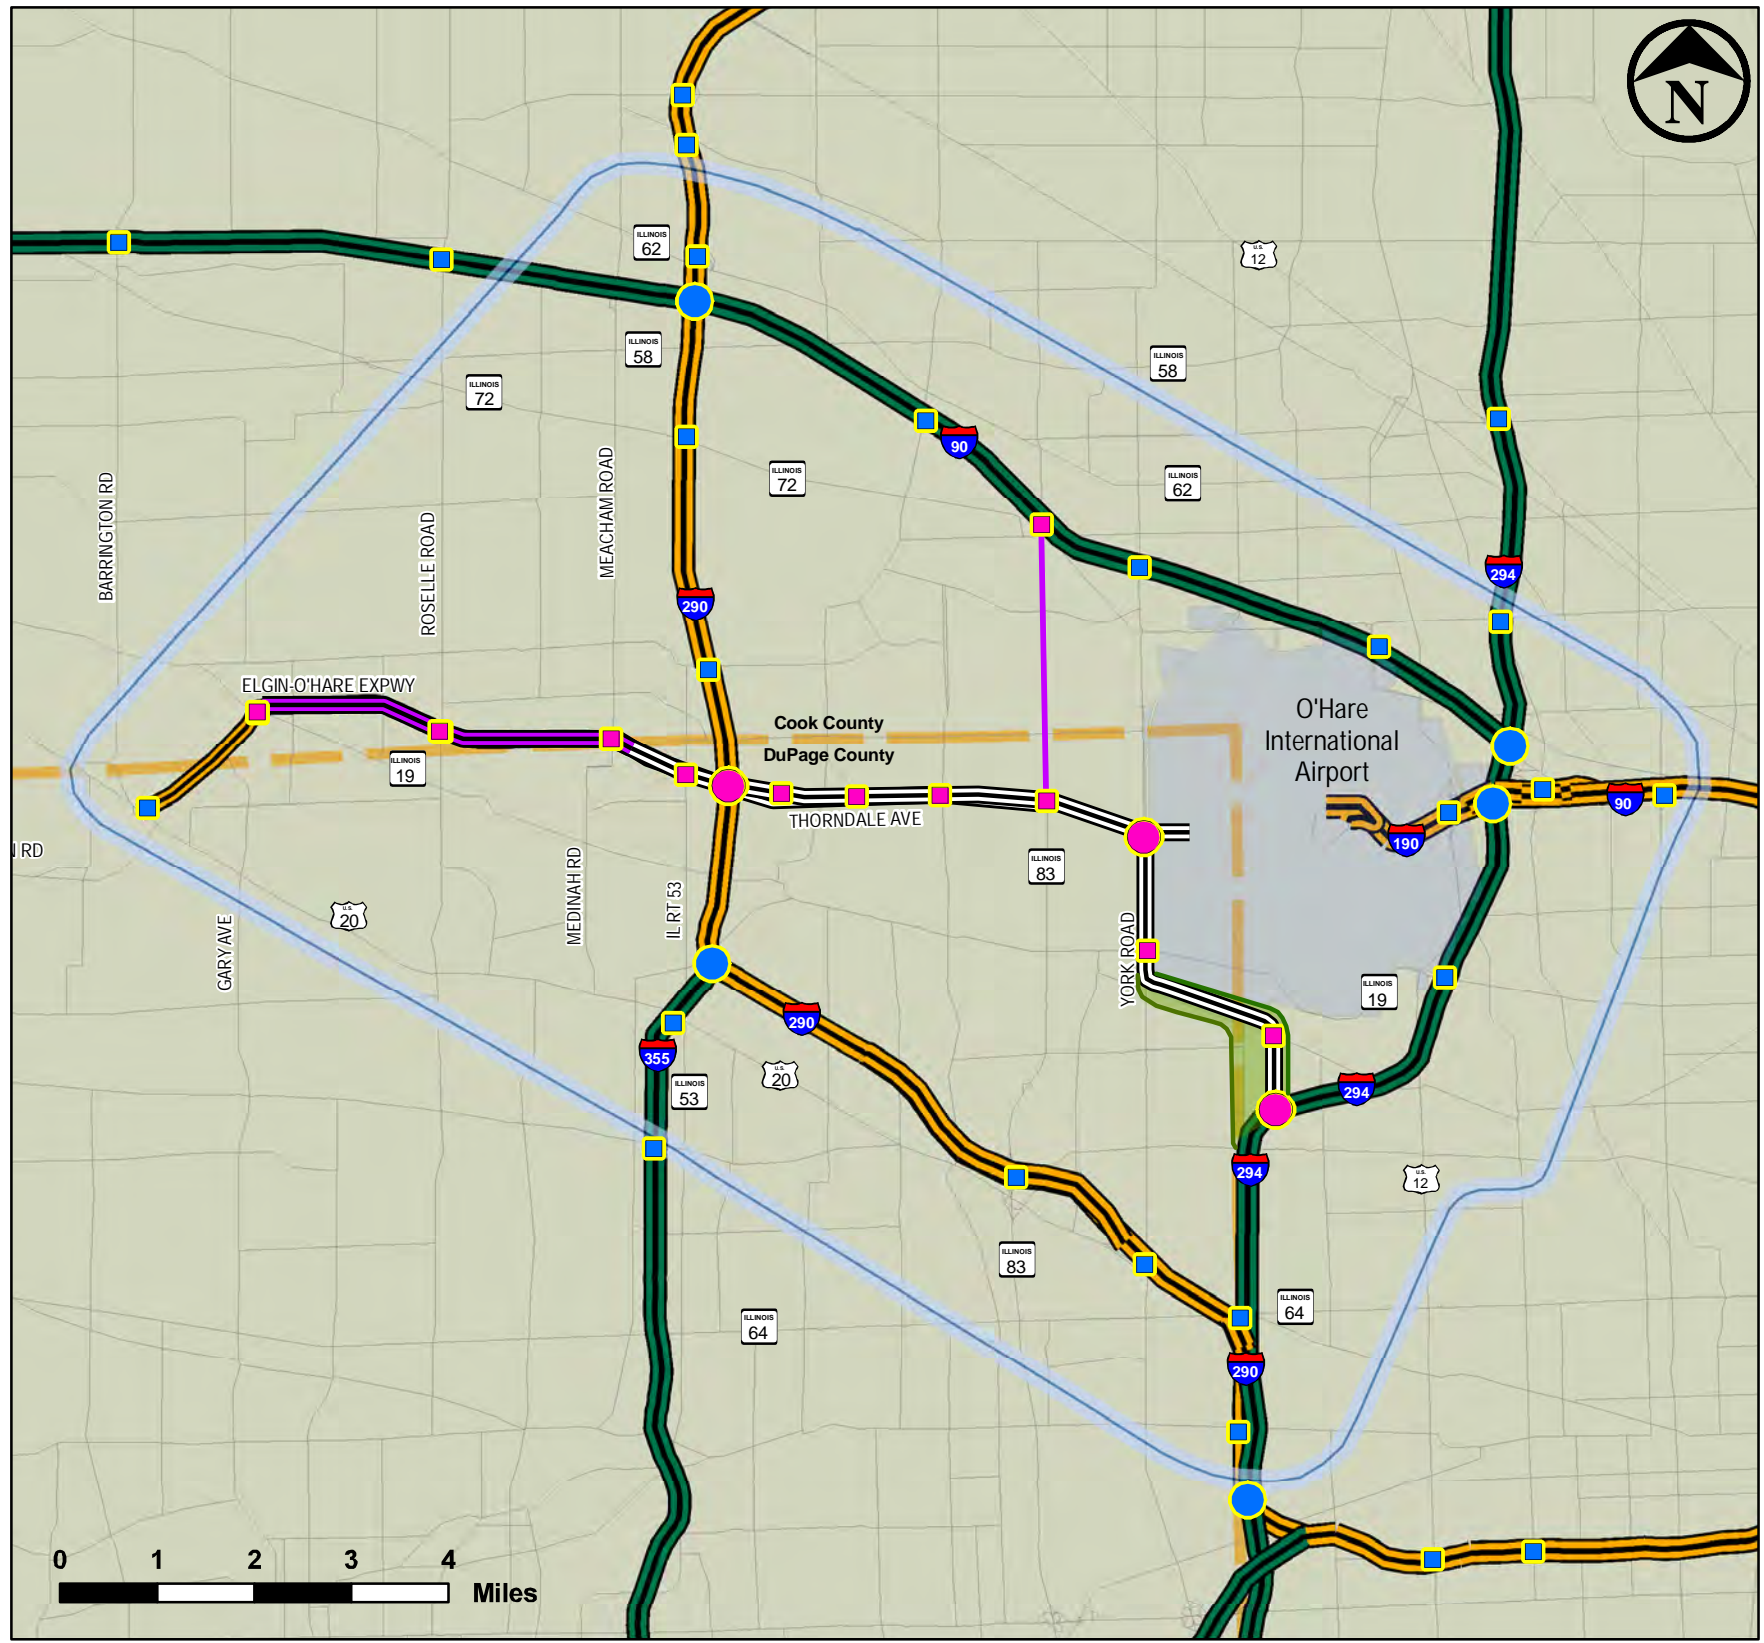 N
ILLINOIS
62
U.S.
12
ILLINOIS
58
ILLINOIS
58
ILLINOIS
72
90
ILLINOIS
72
ILLINOIS
62
BARRINGTON RD
ROSELLE ROAD
MEACHAM ROAD
294
290
ELGIN-O'HARE EXPWY
Cook County
DuPage County
O'Hare
International
Airport
ILLINOIS
19
THORNDALE AVE
90
190
N RD
ILLINOIS
83
U.S.
20
GARY AVE
MEDINAH RD
IL RT 53
YORK ROAD
ILLINOIS
19
290
355
U.S.
20
ILLINOIS
53
294
294
U.S.
12
ILLINOIS
83
ILLINOIS
64
ILLINOIS
64
290
0 1 2 3 4
Miles